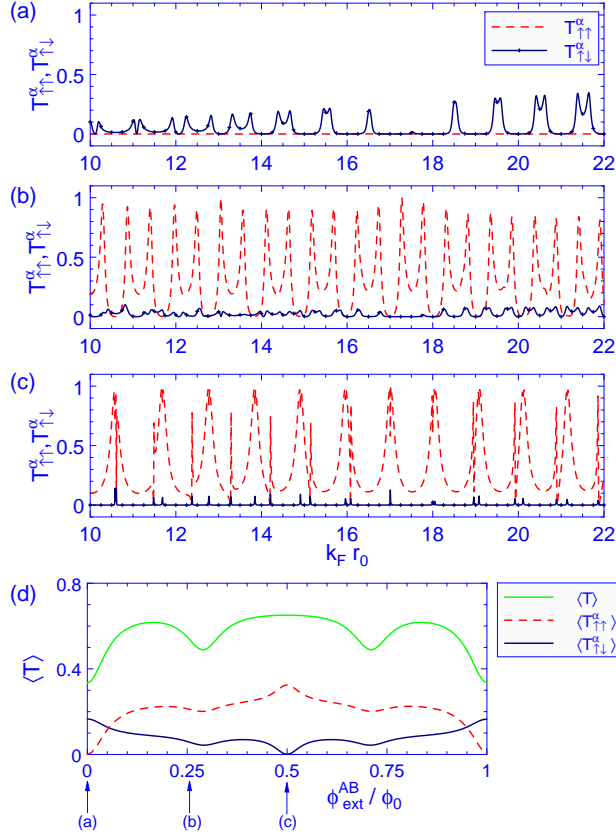 (a)
T^α_↑↑, T^α_↑↓
1
0.5
0
T^α_↑↑
T^α_↑↓
10 12 14 16 18 20 22
(b)
T^α_↑↑, T^α_↑↓
1
0.5
0
10 12 14 16 18 20 22
(c)
T^α_↑↑, T^α_↑↓
1
0.5
0
10 12 14 16 18 20 22
k_F r_0
(d)
⟨T⟩
0.8
0.4
0
⟨T⟩
⟨T^α_↑↑⟩
⟨T^α_↑↓⟩
0 0.25 0.5 0.75 1
ϕ^AB_ext / ϕ_0
(a) (b) (c)